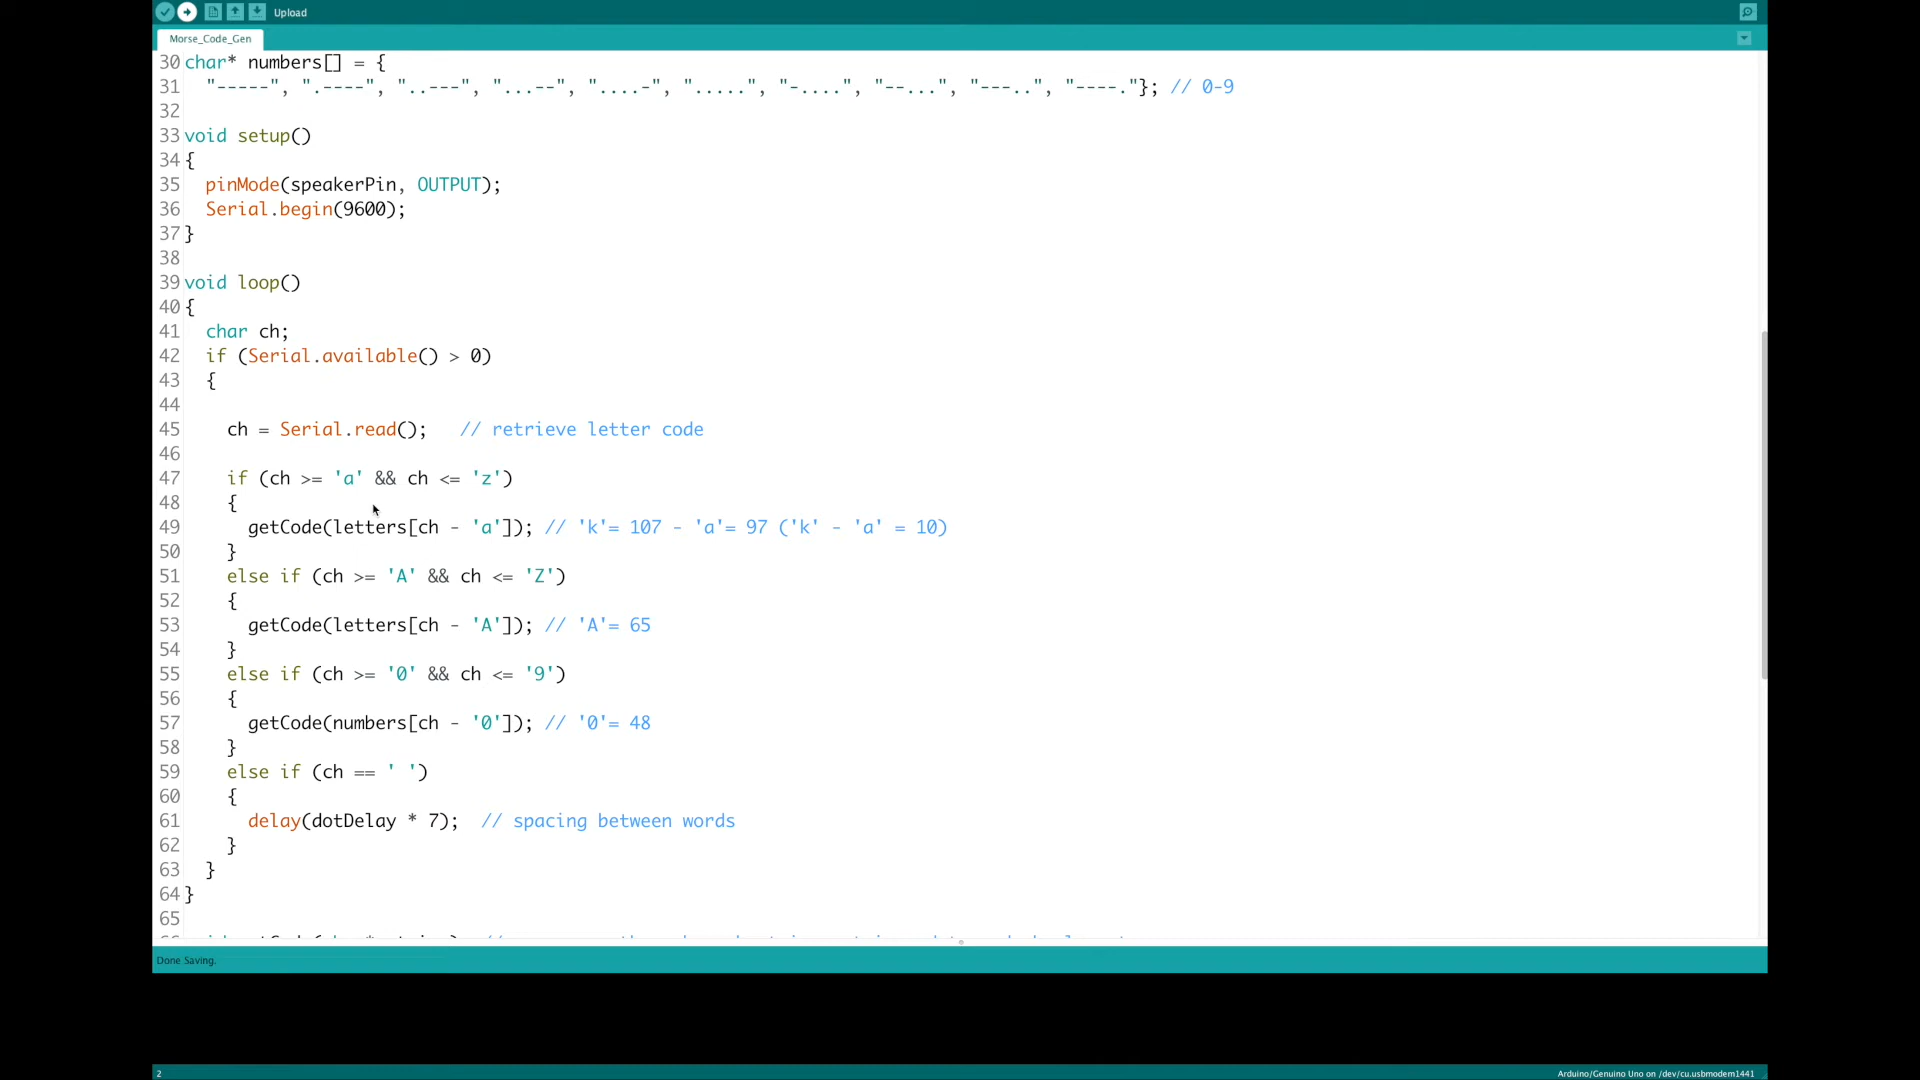 Upload
Morse_Code_Gen
30 char* numbers[] = {
31   "-----", ".----", "..---", "...--", "....-", ".....", "-....", "--...", "---..", "----."}; // 0-9
32
33 void setup()
34 {
35   pinMode(speakerPin, OUTPUT);
36   Serial.begin(9600);
37 }
38
39 void loop()
40 {
41   char ch;
42   if (Serial.available() > 0)
43   {
44
45     ch = Serial.read();   // retrieve letter code
46
47     if (ch >= 'a' && ch <= 'z')
48     {
49       getCode(letters[ch - 'a']); // 'k'= 107 - 'a'= 97 ('k' - 'a' = 10)
50     }
51     else if (ch >= 'A' && ch <= 'Z')
52     {
53       getCode(letters[ch - 'A']); // 'A'= 65
54     }
55     else if (ch >= '0' && ch <= '9')
56     {
57       getCode(numbers[ch - '0']); // '0'= 48
58     }
59     else if (ch == ' ')
60     {
61       delay(dotDelay * 7);  // spacing between words
62     }
63   }
64 }
65
Done Saving.
2
Arduino/Genuino Uno on /dev/cu.usbmodem1441